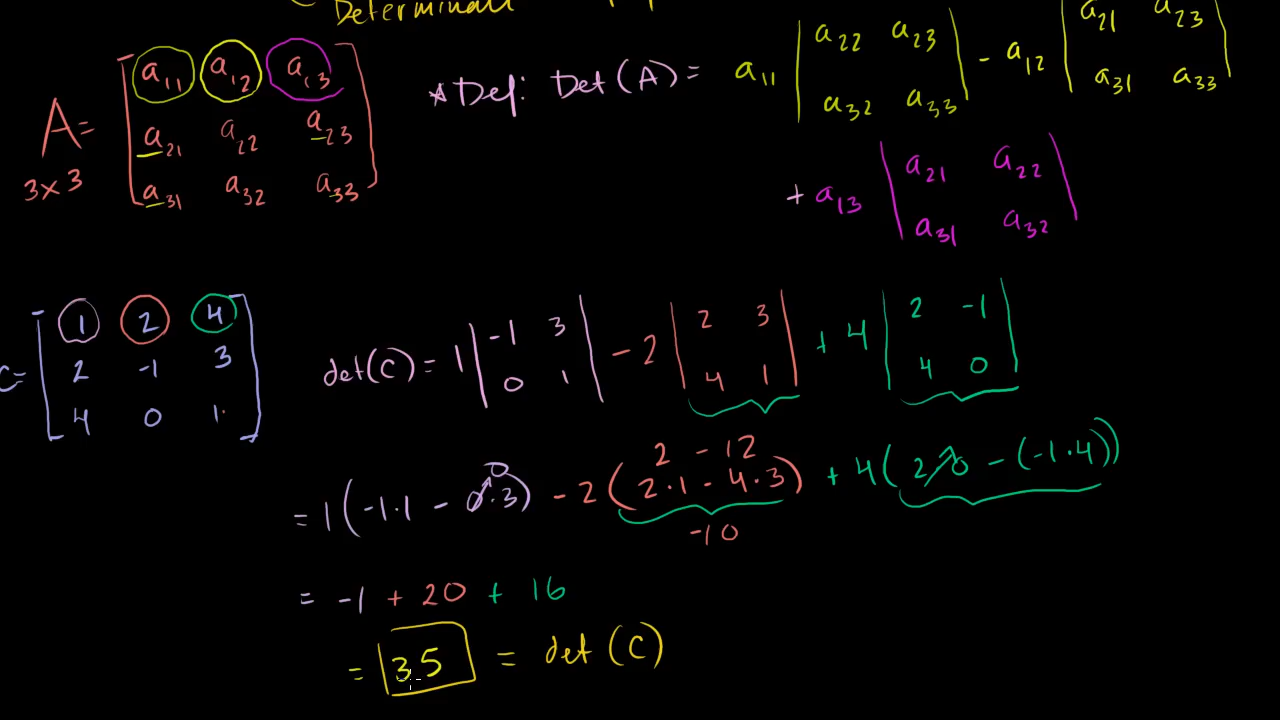 Determinant
A = [ a11 a12 a13
3×3 a21 a22 a23
a31 a32 a33 ]
* Def: Det (A) = a11 | a22 a23
a32 a33 | - a12 | a21 a23
a31 a33 |
+ a13 | a21 a22
a31 a32 |
C = [ 1 2 4
2 -1 3
4 0 1 ]
det(C) = 1 | -1 3
0 1 | - 2 | 2 3
4 1 | + 4 | 2 -1
4 0 |
2 - 12
= 1 (-1·1 - 0·3) 0 - 2 (2·1 - 4·3) + 4 (2·0 - (-1·4))
-10
= -1 + 20 + 16
= 35 = det (C)